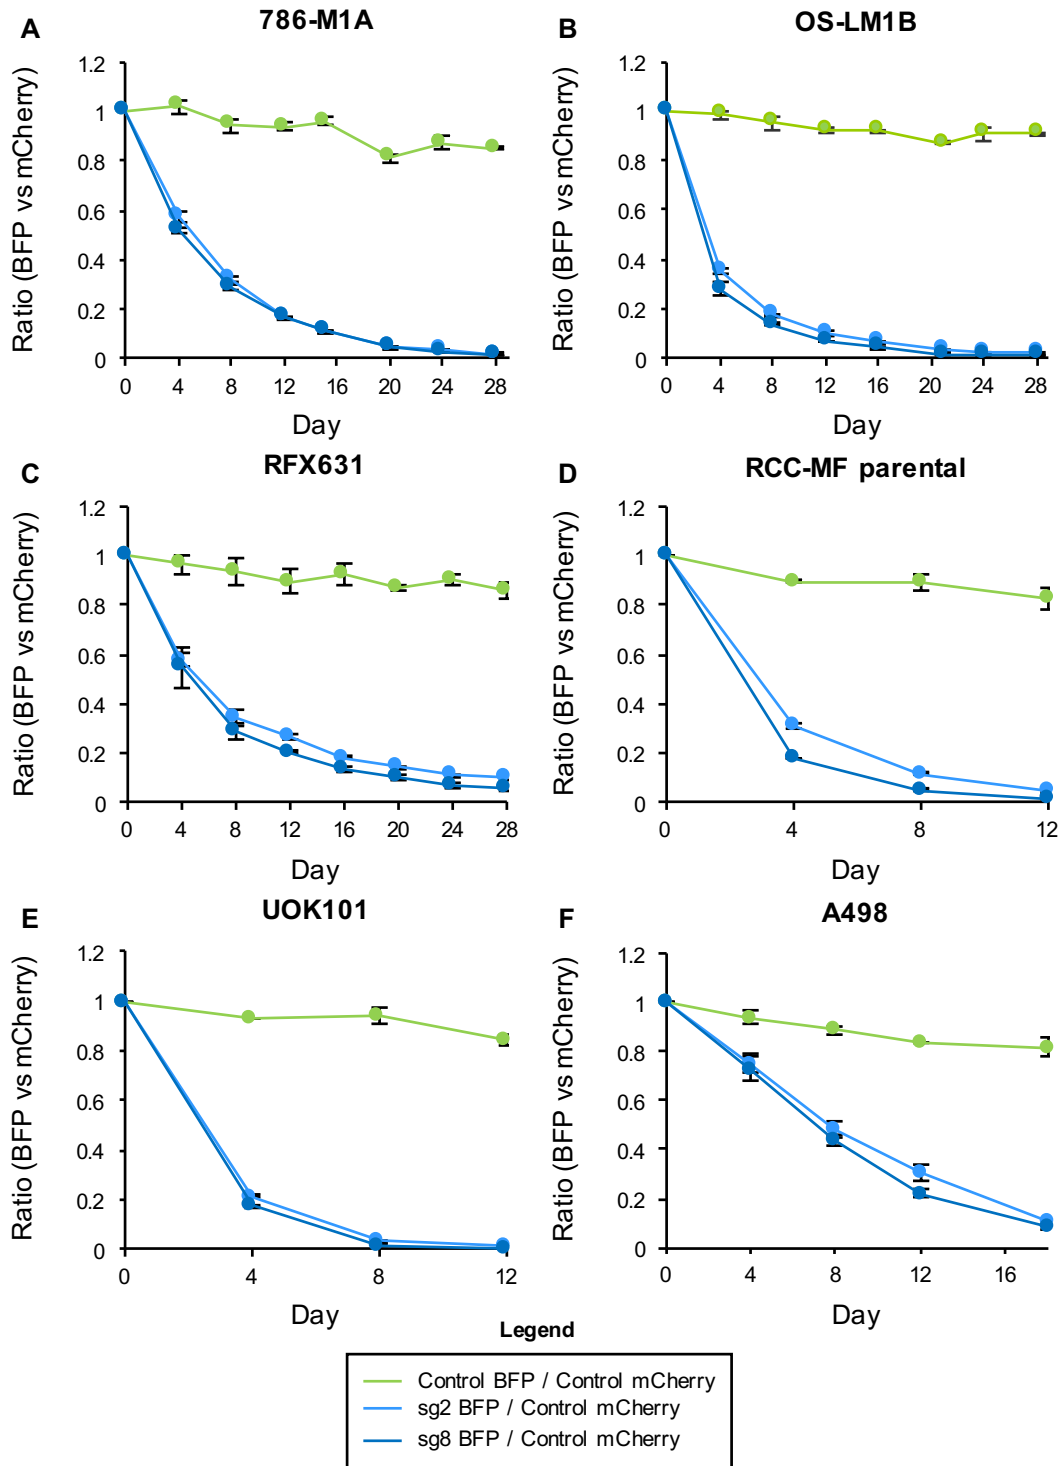 A
786-M1A
1.2
1
0.8
0.6
0.4
0.2
0
Ratio (BFP vs mCherry)
0 4 8 12 16 20 24 28
Day
B
OS-LM1B
1.2
1
0.8
0.6
0.4
0.2
0
Ratio (BFP vs mCherry)
0 4 8 12 16 20 24 28
Day
C
RFX631
1.2
1
0.8
0.6
0.4
0.2
0
Ratio (BFP vs mCherry)
0 4 8 12 16 20 24 28
Day
D
RCC-MF parental
1.2
1
0.8
0.6
0.4
0.2
0
Ratio (BFP vs mCherry)
0 4 8 12
Day
E
UOK101
1.2
1
0.8
0.6
0.4
0.2
0
Ratio (BFP vs mCherry)
0 4 8 12
Day
F
A498
1.2
1
0.8
0.6
0.4
0.2
0
Ratio (BFP vs mCherry)
0 4 8 12 16
Day
Legend
Control BFP / Control mCherry
sg2 BFP / Control mCherry
sg8 BFP / Control mCherry